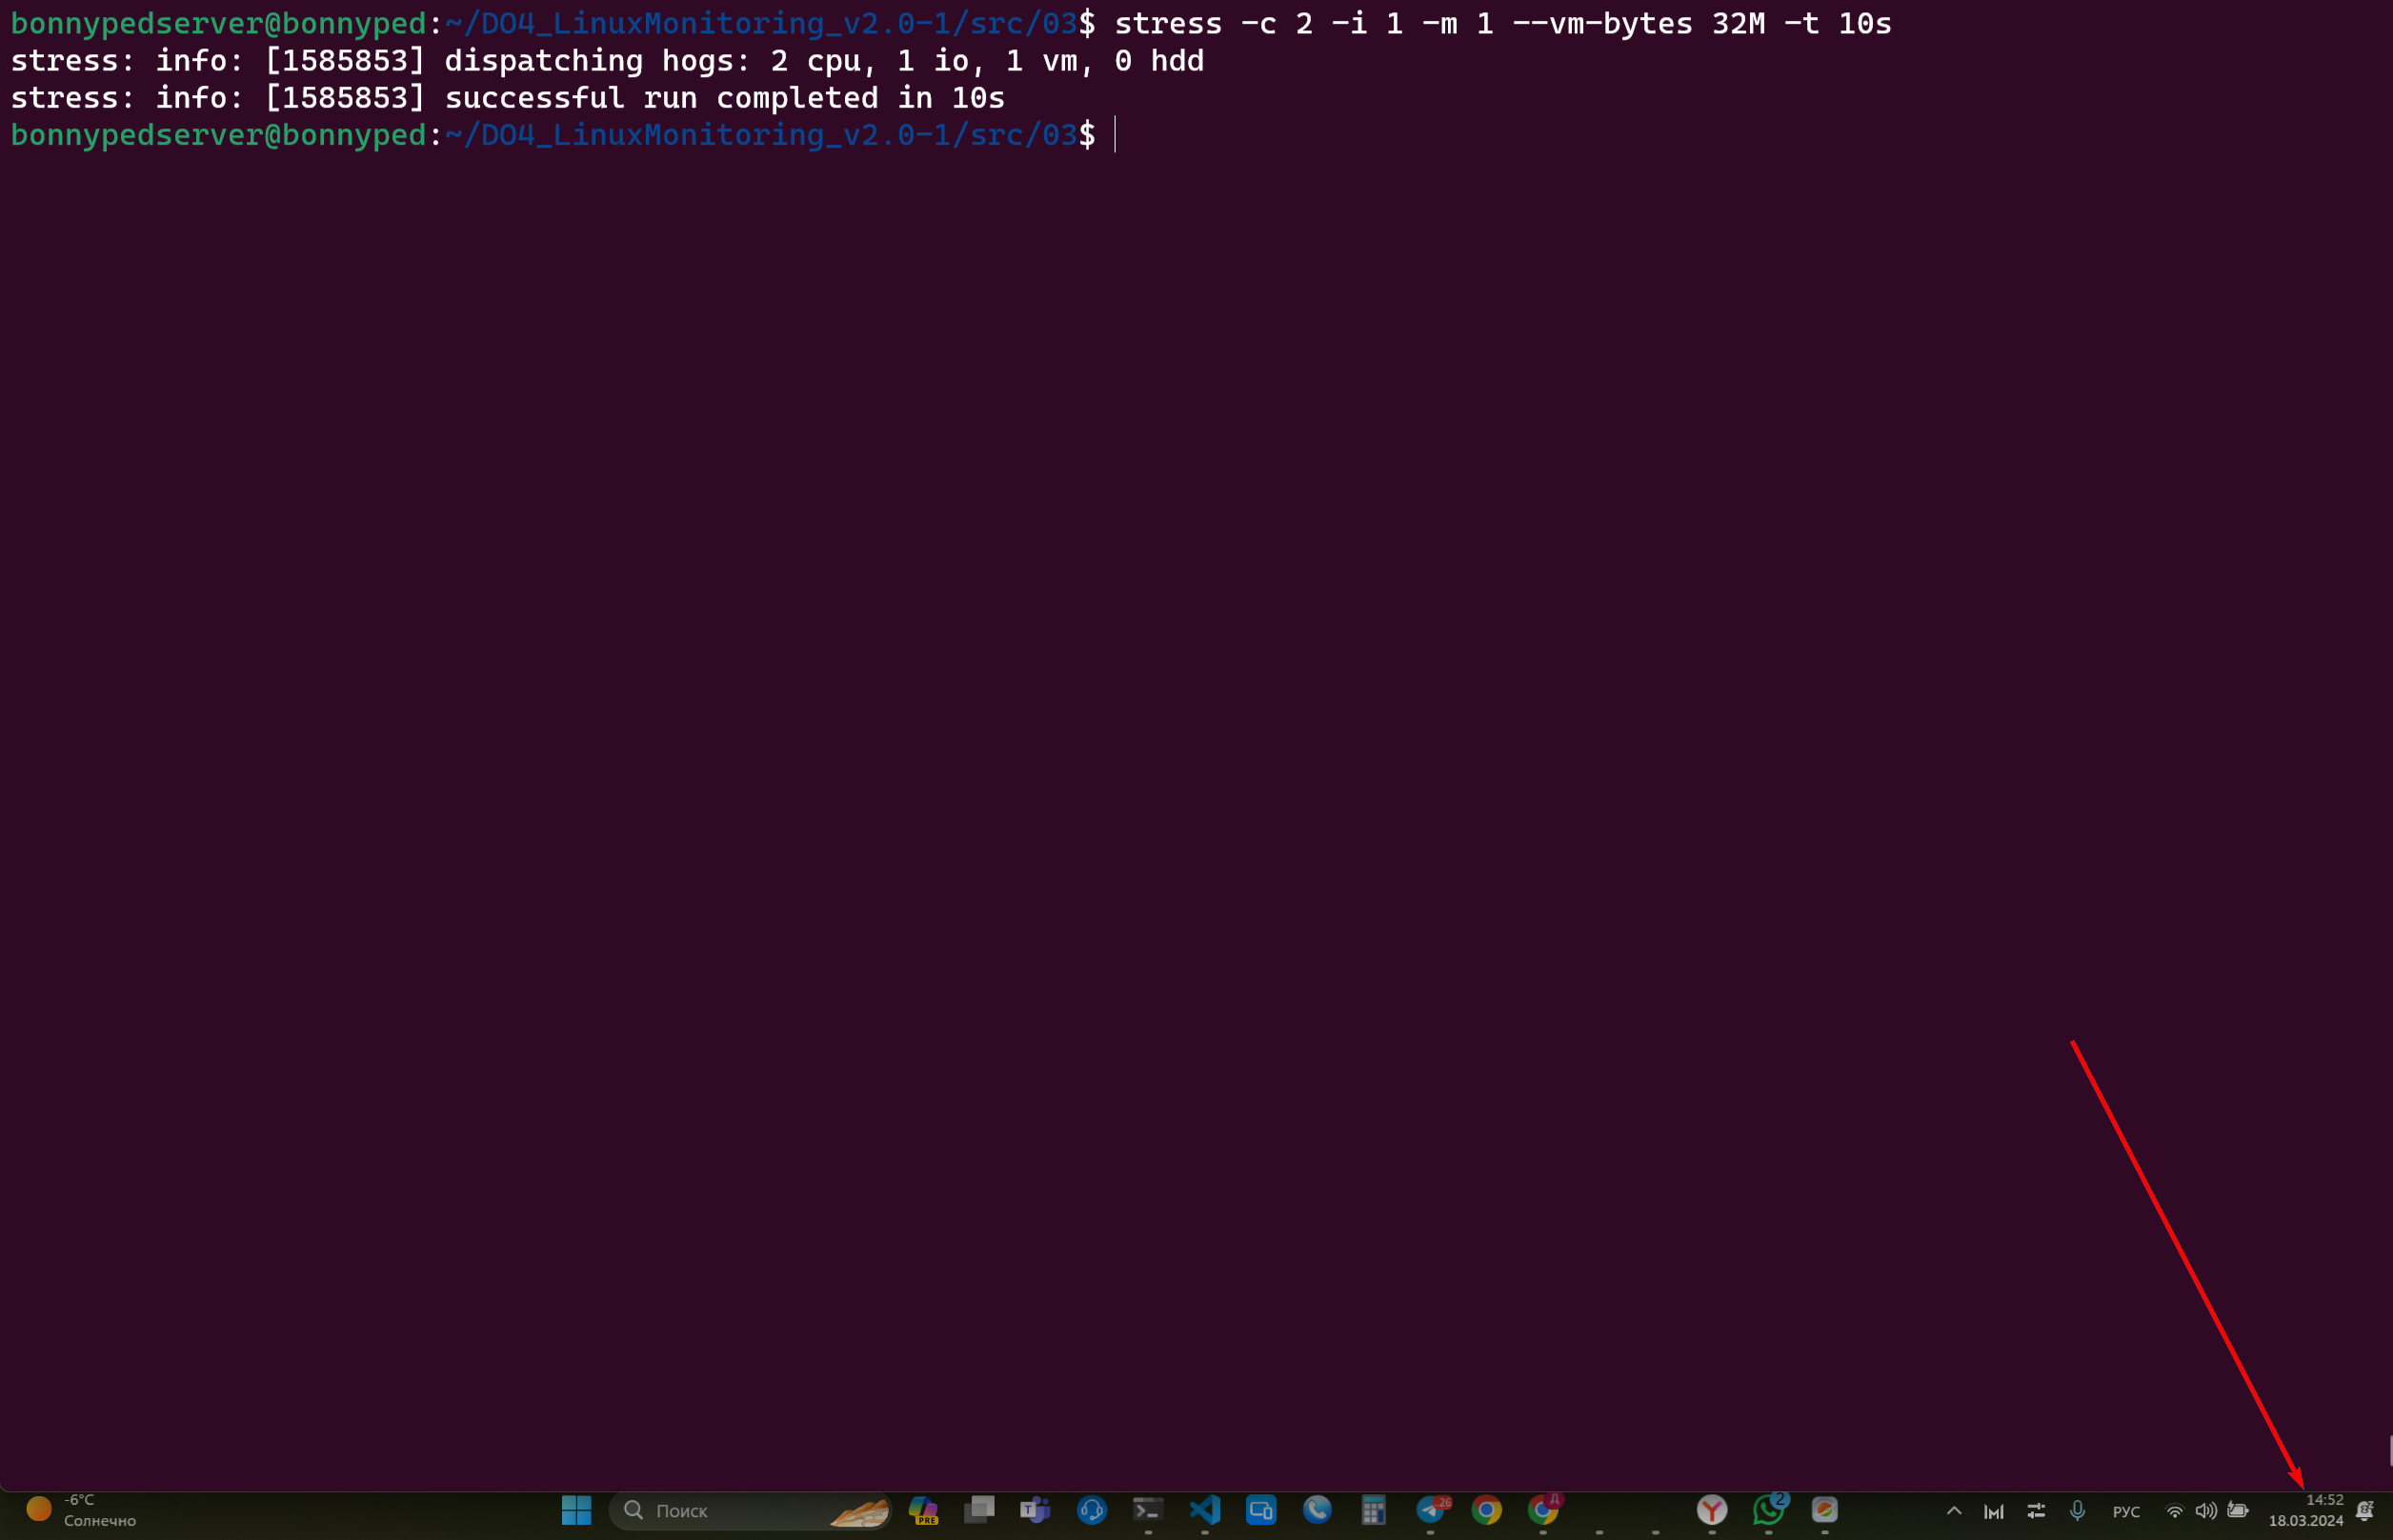 bonnypedserver@bonnyped:~/DO4_LinuxMonitoring_v2.0-1/src/03$ stress -c 2 -i 1 -m 1 --vm-bytes 32M -t 10s
stress: info: [1585853] dispatching hogs: 2 cpu, 1 io, 1 vm, 0 hdd
stress: info: [1585853] successful run completed in 10s
bonnypedserver@bonnyped:~/DO4_LinuxMonitoring_v2.0-1/src/03$
-6°C
Солнечно
Поиск
PRE
T
26
Д
2
РУС
14:52
18.03.2024